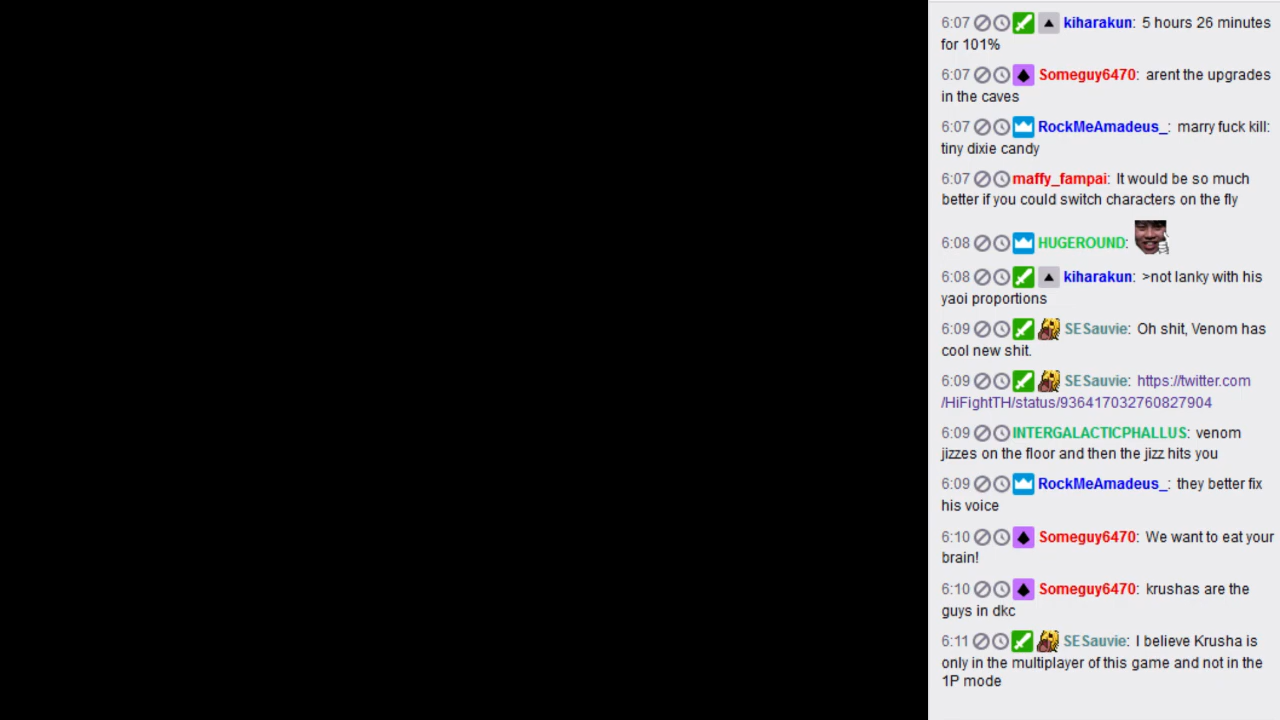 6:07 kiharakun: 5 hours 26 minutes
for 101%
6:07 Someguy6470: arent the upgrades
in the caves
6:07 RockMeAmadeus_: marry fuck kill:
tiny dixie candy
6:07 maffy_fampai: It would be so much
better if you could switch characters on the fly
6:08 HUGEROUND:
6:08 kiharakun: >not lanky with his
yaoi proportions
6:09 SESauvie: Oh shit, Venom has
cool new shit.
6:09 SESauvie: https://twitter.com
/HiFightTH/status/936417032760827904
6:09 INTERGALACTICPHALLUS: venom
jizzes on the floor and then the jizz hits you
6:09 RockMeAmadeus_: they better fix
his voice
6:10 Someguy6470: We want to eat your
brain!
6:10 Someguy6470: krushas are the
guys in dkc
6:11 SESauvie: I believe Krusha is
only in the multiplayer of this game and not in the
1P mode